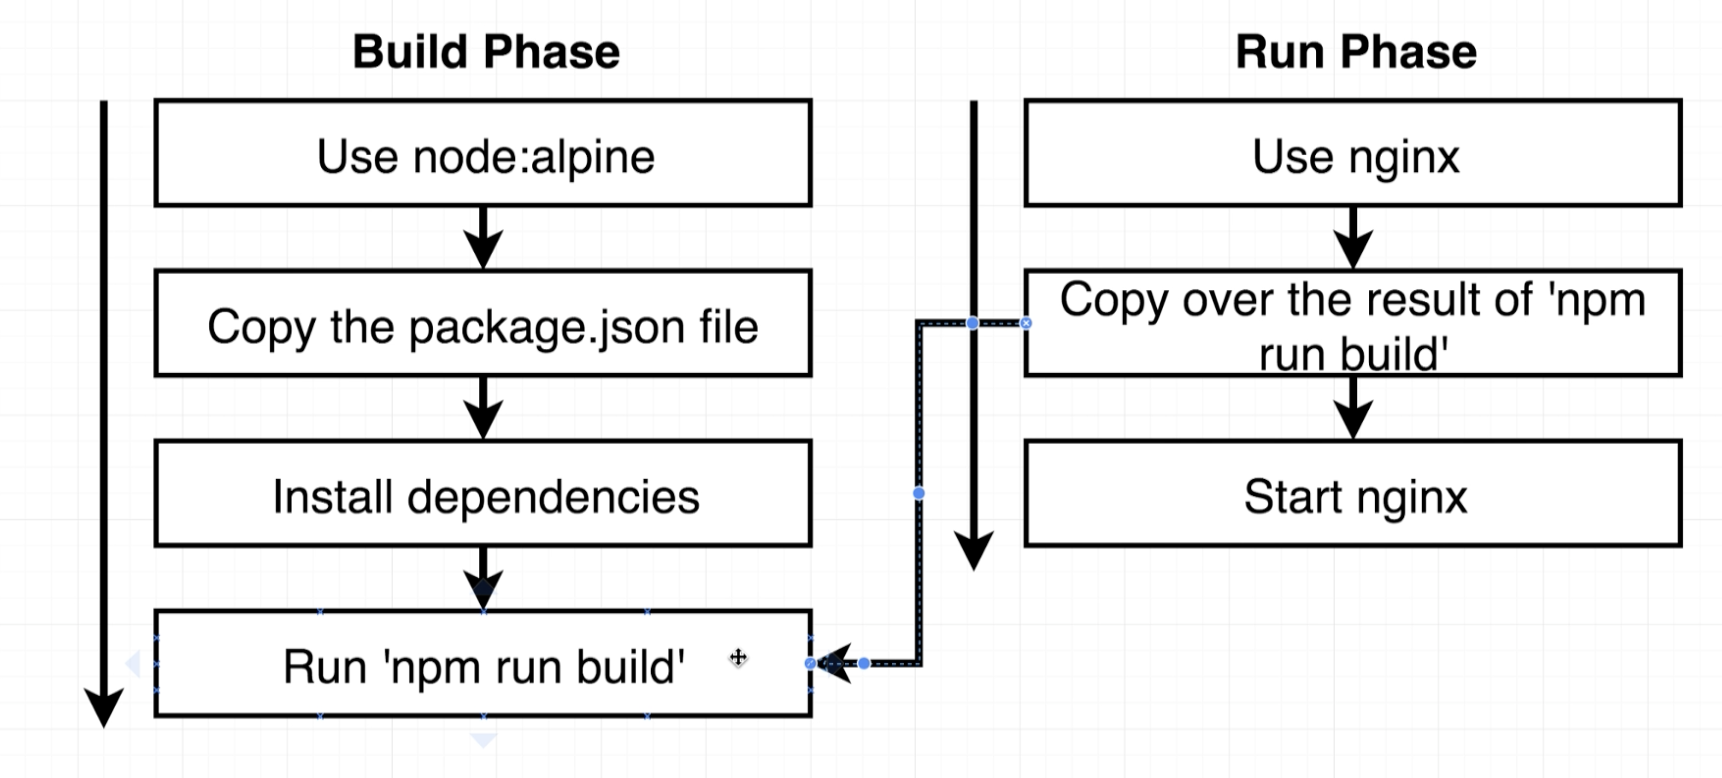 Build Phase
Use node:alpine
Copy the package.json file
Install dependencies
Run 'npm run build'
Run Phase
Use nginx
Copy over the result of 'npm
run build'
Start nginx